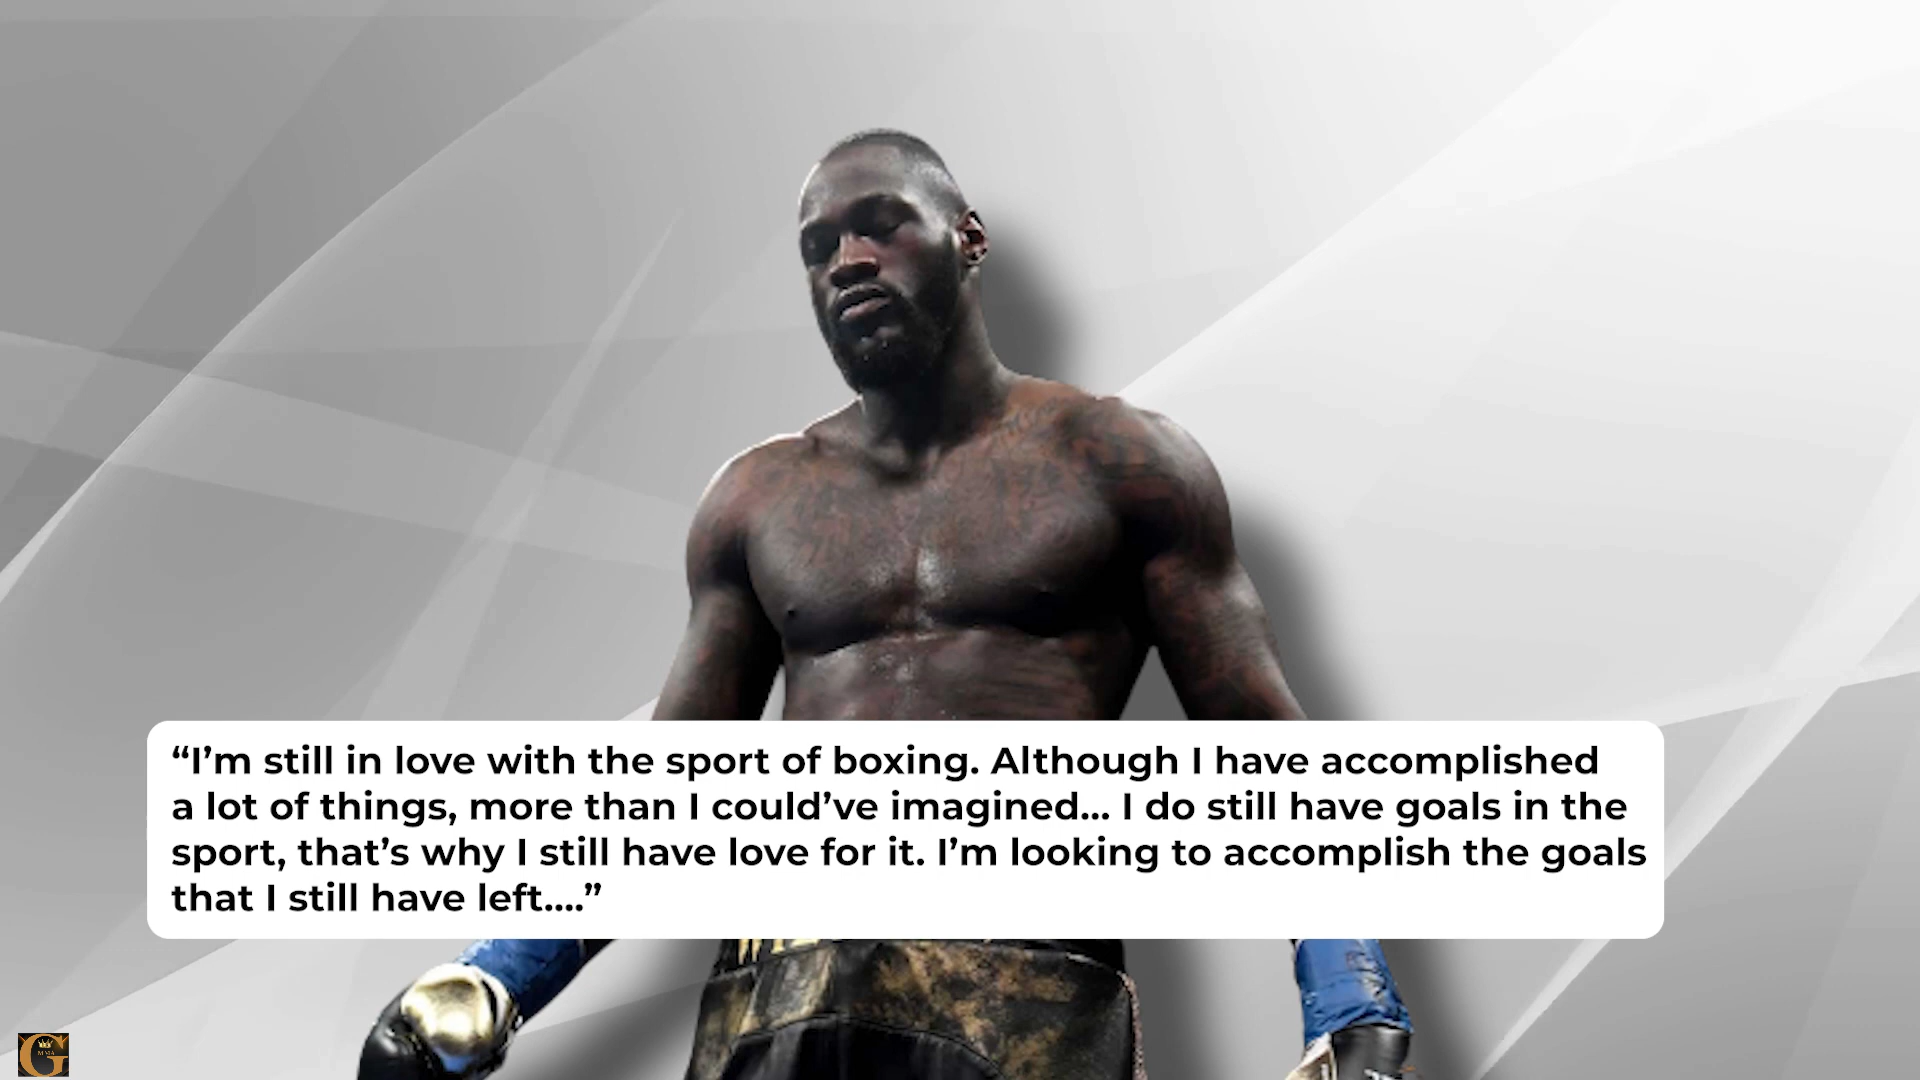 “I’m still in love with the sport of boxing. Although I have accomplished
a lot of things, more than I could’ve imagined... I do still have goals in the
sport, that’s why I still have love for it. I’m looking to accomplish the goals
that I still have left....”
G
MMA